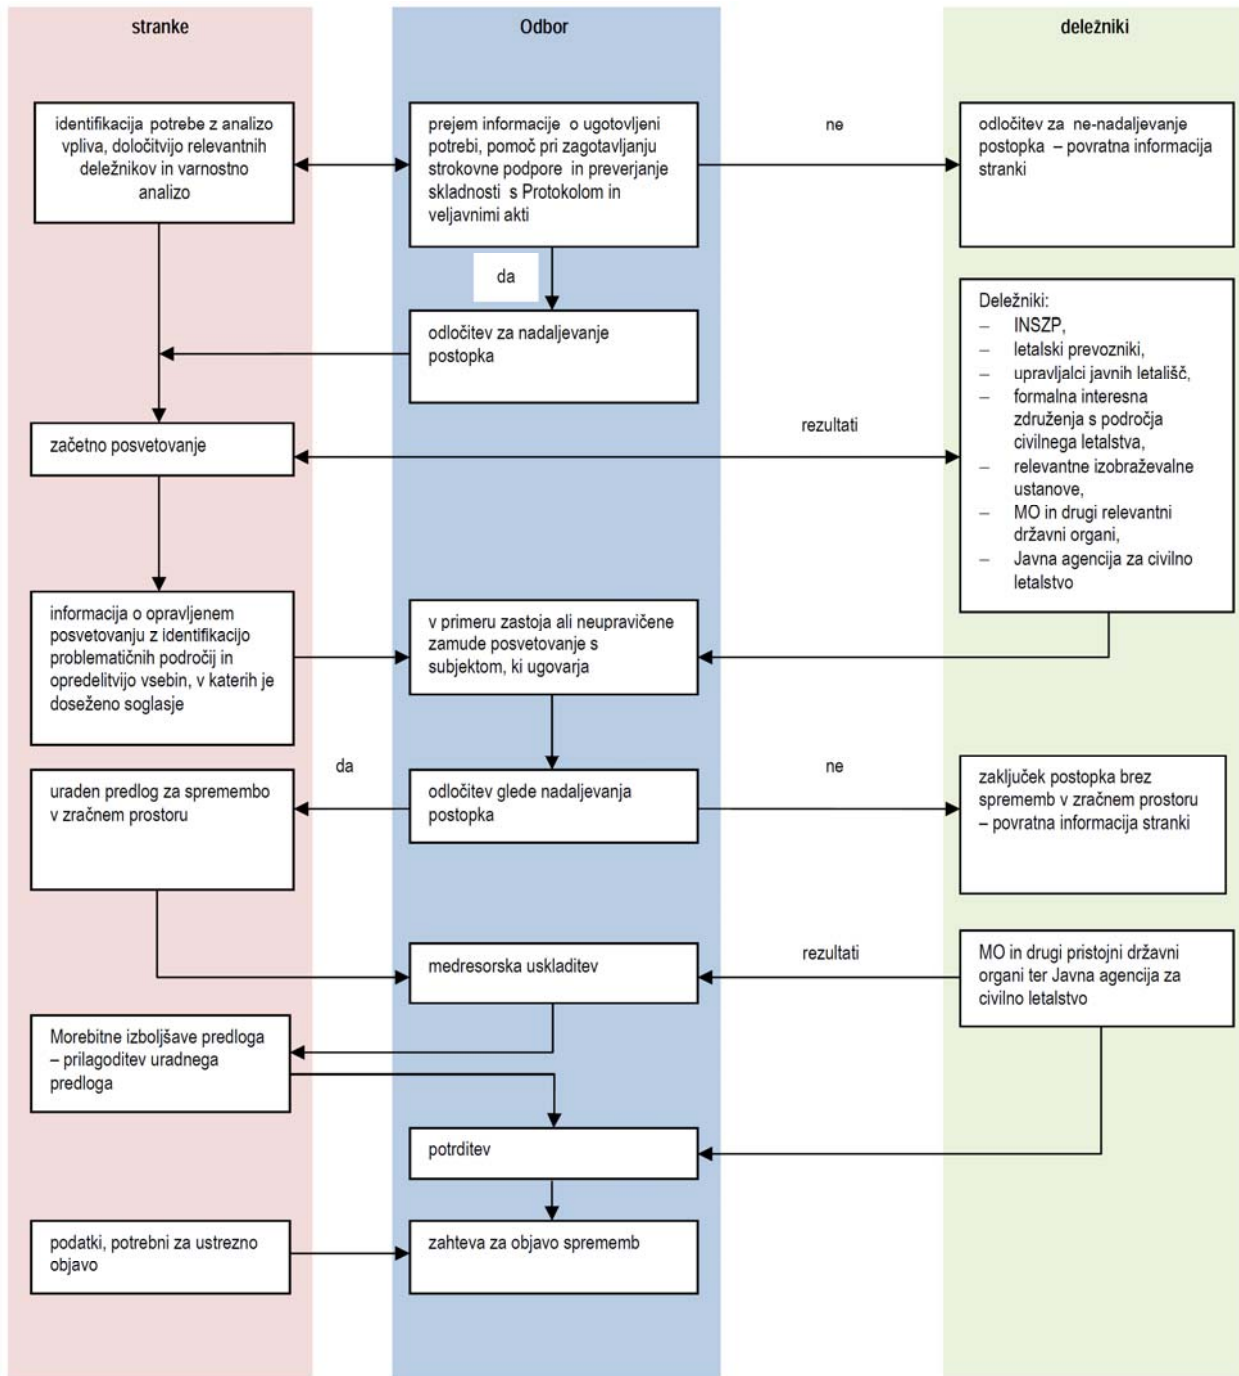 stranke
Odbor
deležniki
identifikacija potrebe z analizo
vpliva, določitvijo relevantnih
deležnikov in varnostno
analizo
prejem informacije o ugotovljeni
potrebi, pomoč pri zagotavljanju
strokovne podpore in preverjanje
skladnosti s Protokolom in
veljavnimi akti
ne
odločitev za ne-nadaljevanje
postopka – povratna informacija
stranki
da
odločitev za nadaljevanje
postopka
Deležniki:
– INSZP,
– letalski prevozniki,
– upravljalci javnih letališč,
– formalna interesna
združenja s področja
civilnega letalstva,
– relevantne izobraževalne
ustanove,
– MO in drugi relevantni
državni organi,
– Javna agencija za civilno
letalstvo
začetno posvetovanje
rezultati
informacija o opravljenem
posvetovanju z identifikacijo
problematičnih področij in
opredelitvijo vsebin, v katerih je
doseženo soglasje
v primeru zastoja ali neupravičene
zamude posvetovanje s
subjektom, ki ugovarja
da
uraden predlog za spremembo
v zračnem prostoru
odločitev glede nadaljevanja
postopka
ne
zaključek postopka brez
sprememb v zračnem prostoru
– povratna informacija stranki
medresorska uskladitev
rezultati
MO in drugi pristojni državni
organi ter Javna agencija za
civilno letalstvo
Morebitne izboljšave predloga
– prilagoditev uradnega
predloga
potrditev
podatki, potrebni za ustrezno
objavo
zahteva za objavo sprememb